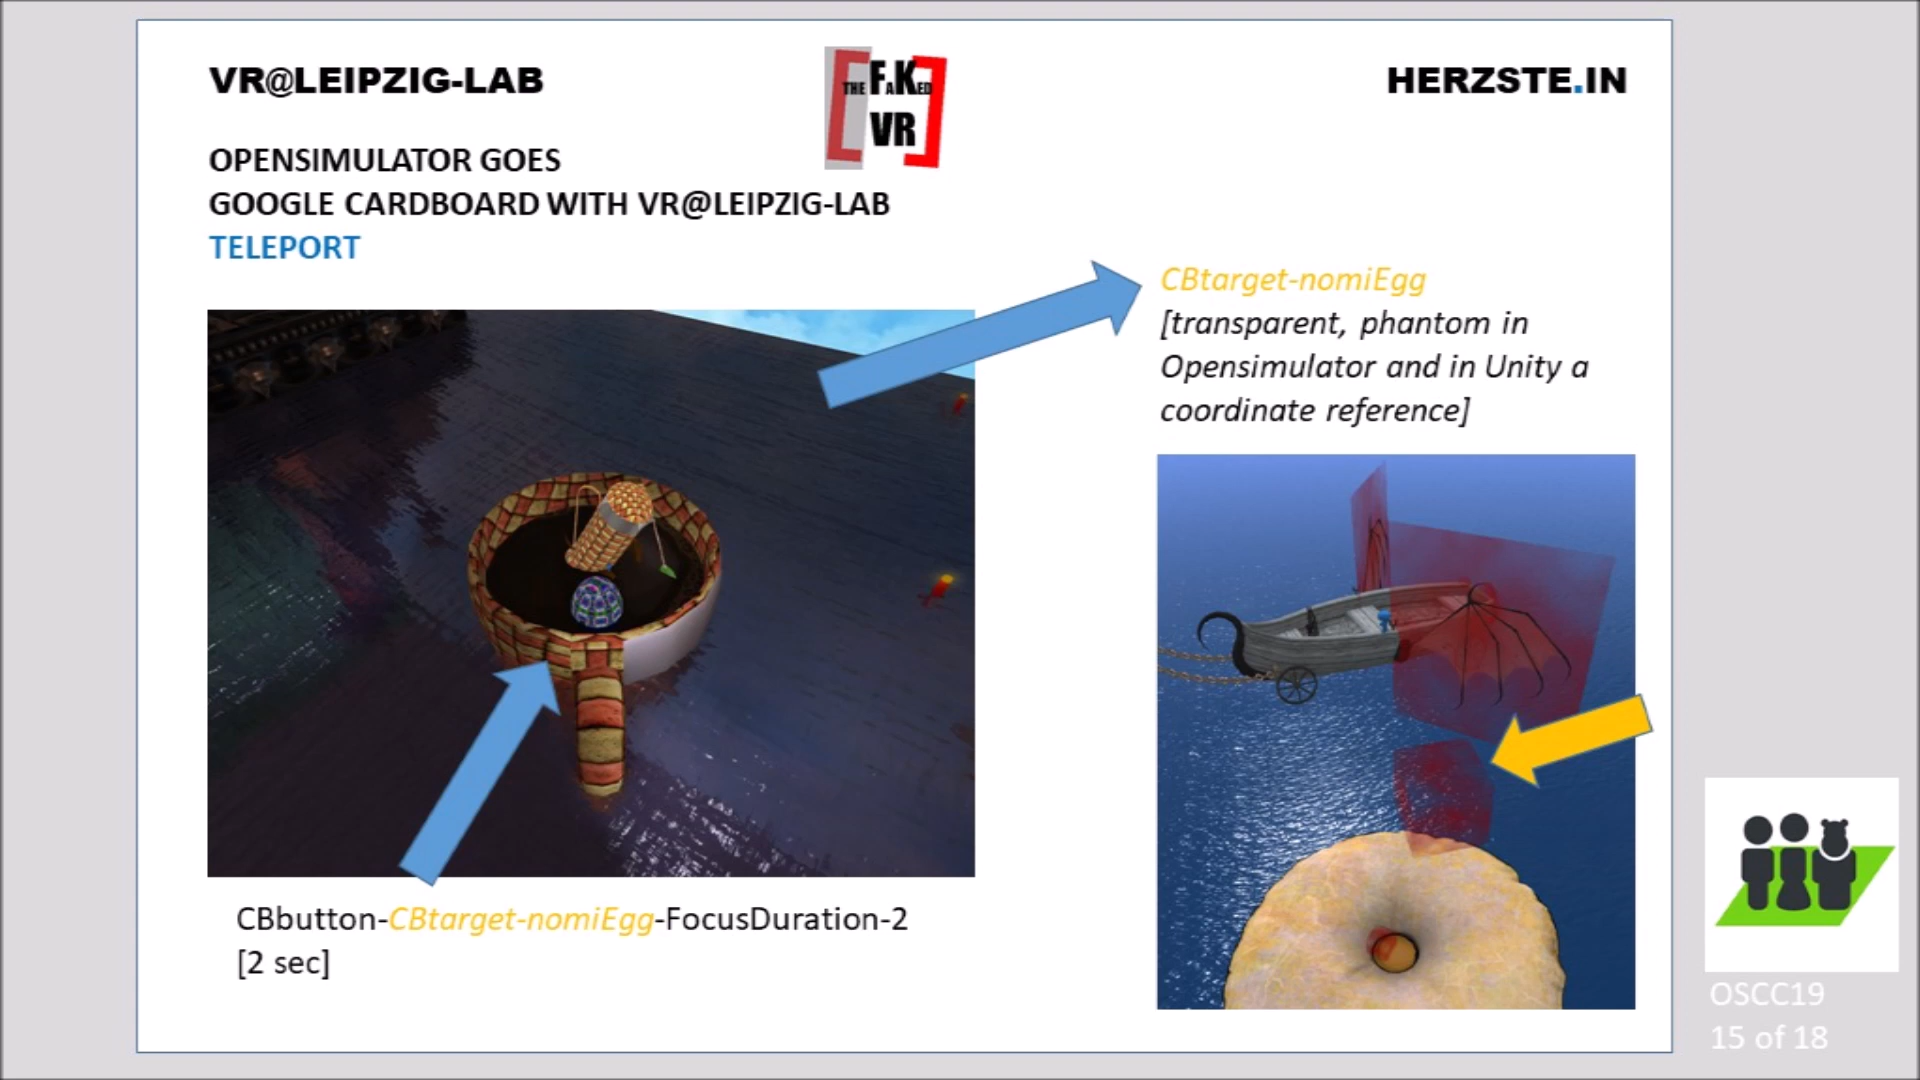 VR@LEIPZIG-LAB
THE FAKED
VR
HERZSTE.IN
OPENSIMULATOR GOES
GOOGLE CARDBOARD WITH VR@LEIPZIG-LAB
TELEPORT
CBtarget-nomiEgg
[transparent, phantom in
Opensimulator and in Unity a
coordinate reference]
CBbutton-CBtarget-nomiEgg-FocusDuration-2
[2 sec]
OSCC19
15 of 18